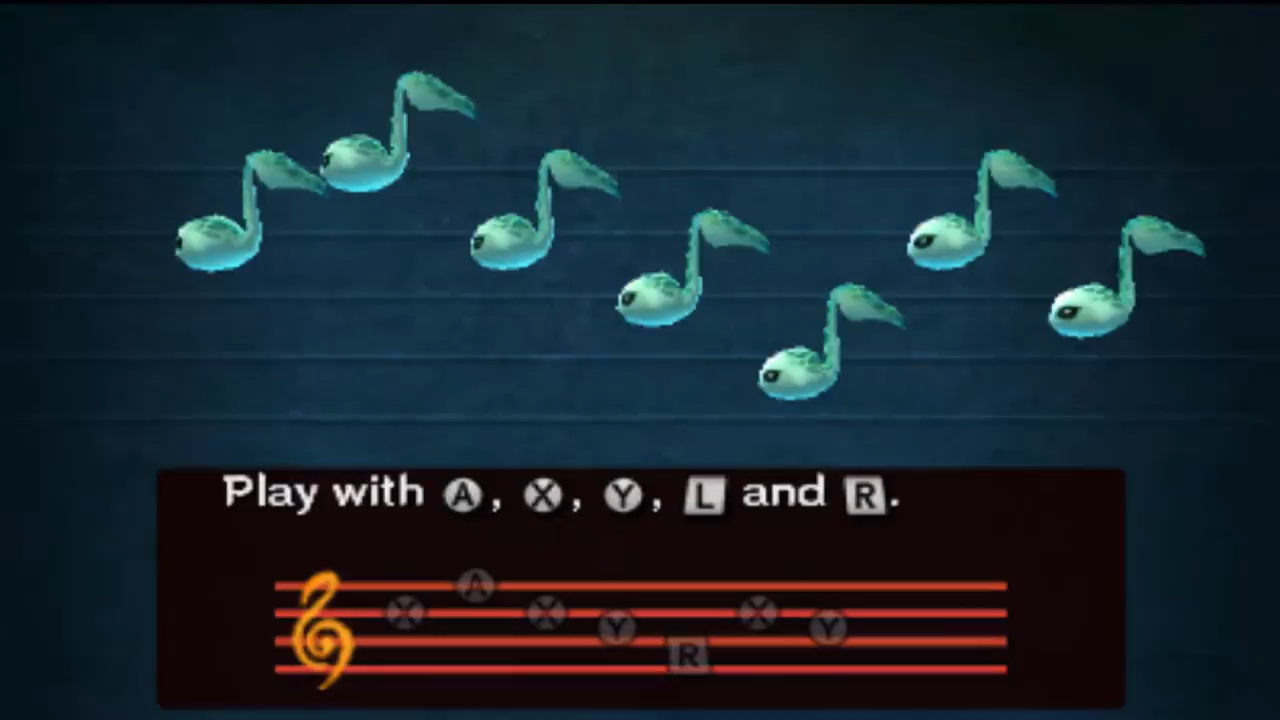 Play with A, X, Y, L and R.
A
X X Y X Y
R